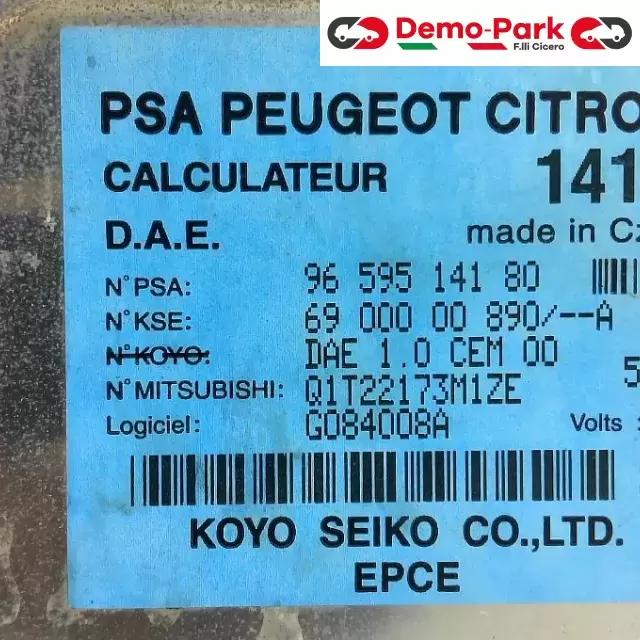 Demo-Park
F.lli Cicero
PSA PEUGEOT CITRO
CALCULATEUR 141
D.A.E. made in Cz
N° PSA: 96 595 141 80
N° KSE: 69 000 00 890/--A
N° KOYO: DAE 1.0 CEM 00
5
N° MITSUBISHI: Q1T22173M1ZE
Logiciel: G084008A Volts :
KOYO SEIKO CO.,LTD.
EPCE